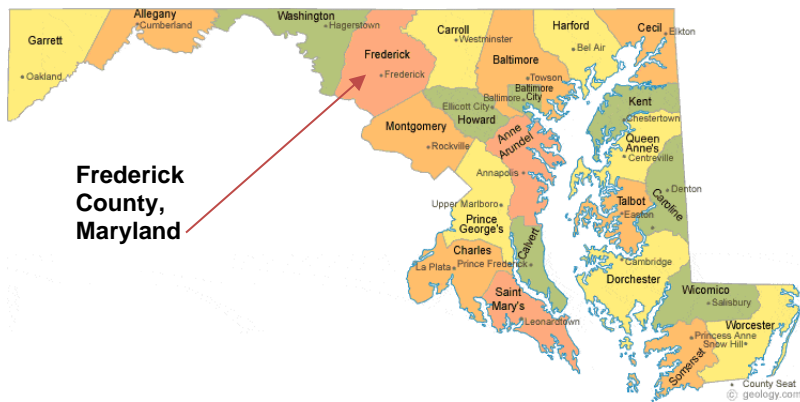 Allegany
Cumberland
Washington
Hagerstown
Garrett
Oakland
Frederick
Frederick
Carroll
Westminster
Harford
Bel Air
Cecil
Elkton
Baltimore
Towson
Baltimore
City
Baltimore
Ellicott City
Howard
Montgomery
Rockville
Anne
Arundel
Annapolis
Kent
Chestertown
Queen
Anne's
Centreville
Frederick
County,
Maryland
Upper Marlboro
Prince
George's
Talbot
Easton
Caroline
Denton
Charles
La Plata
Prince Frederick
Calvert
Cambridge
Dorchester
Saint
Mary's
Leonardtown
Wicomico
Salisbury
Worcester
Princess Anne
Snow Hill
Somerset
County Seat
© geology.com